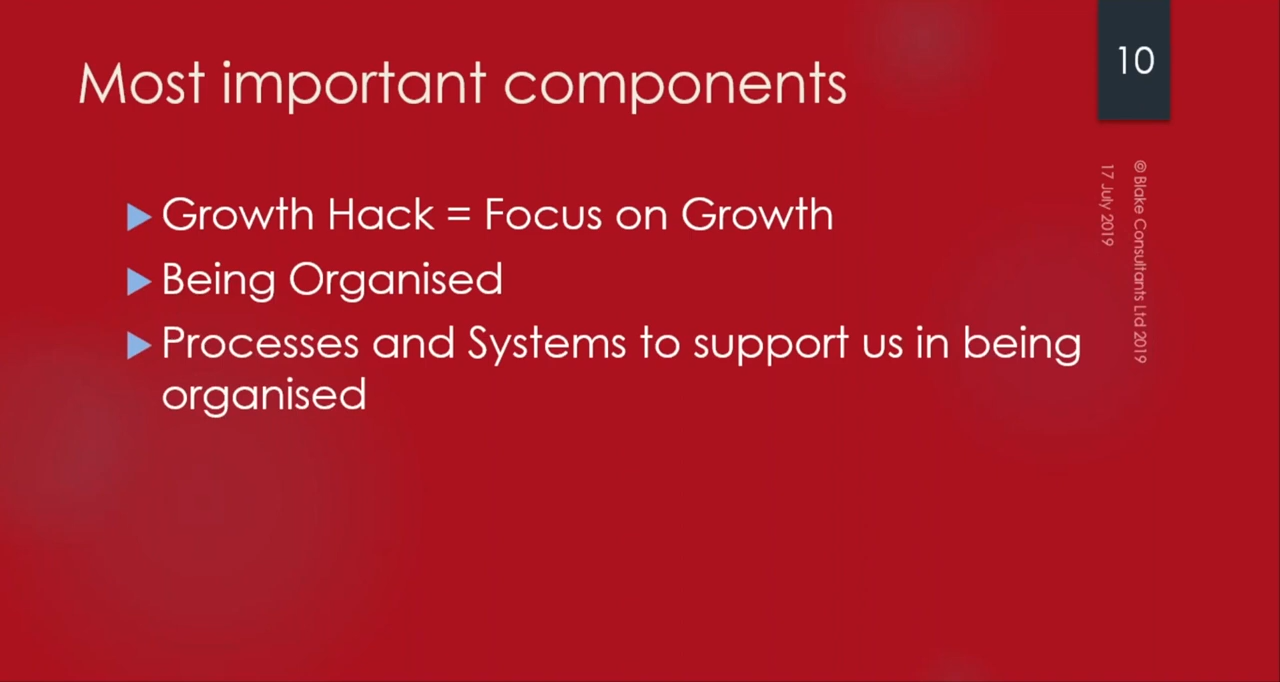 Most important components
10
Growth Hack = Focus on Growth
Being Organised
Processes and Systems to support us in being
organised
@ Blake Consultants Ltd 2019
17 July 2019